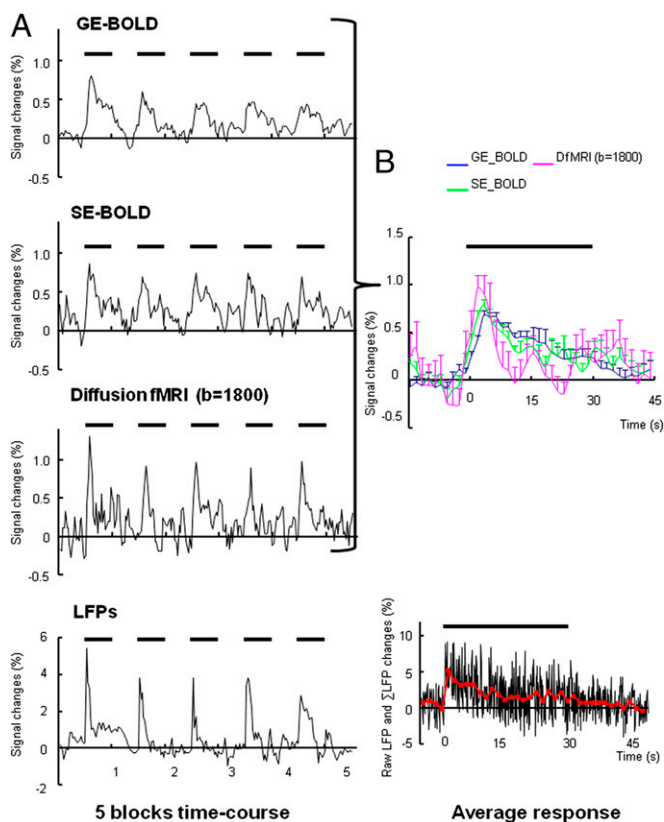 A
GE-BOLD
Signal changes (%)
1.0
0.5
0
-0.5
SE-BOLD
Signal changes (%)
1.0
0.5
0
-0.5
Diffusion fMRI (b=1800)
Signal changes (%)
1.0
0.5
0
-0.5
LFPs
Signal changes (%)
6
4
2
0
-2
1 2 3 4 5
5 blocks time-course
B
GE_BOLD DfMRI (b=1800)
SE_BOLD
Signal changes (%)
1.5
1.0
0.5
0
-0.5
0 15 30 45
Time (s)
Raw LFP and ∑LFP changes (%)
10
5
0
-5
0 15 30 45
Time (s)
Average response